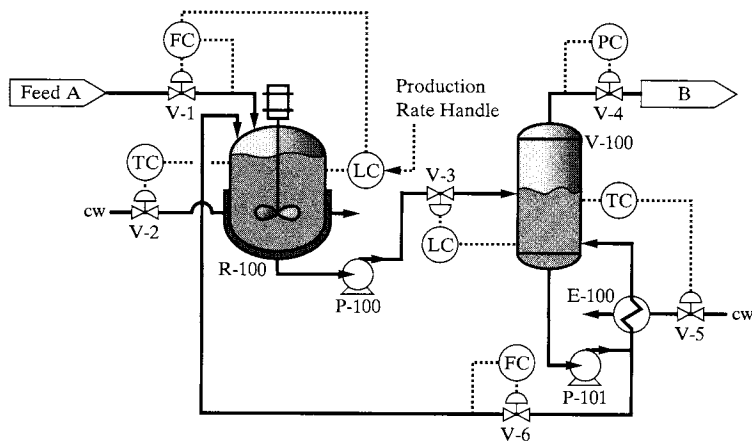 FC
PC
Feed A
B
V-1
Production
Rate Handle
V-4
V-100
TC
LC
V-3
TC
cw
V-2
LC
R-100
E-100
P-100
cw
V-5
FC
P-101
V-6